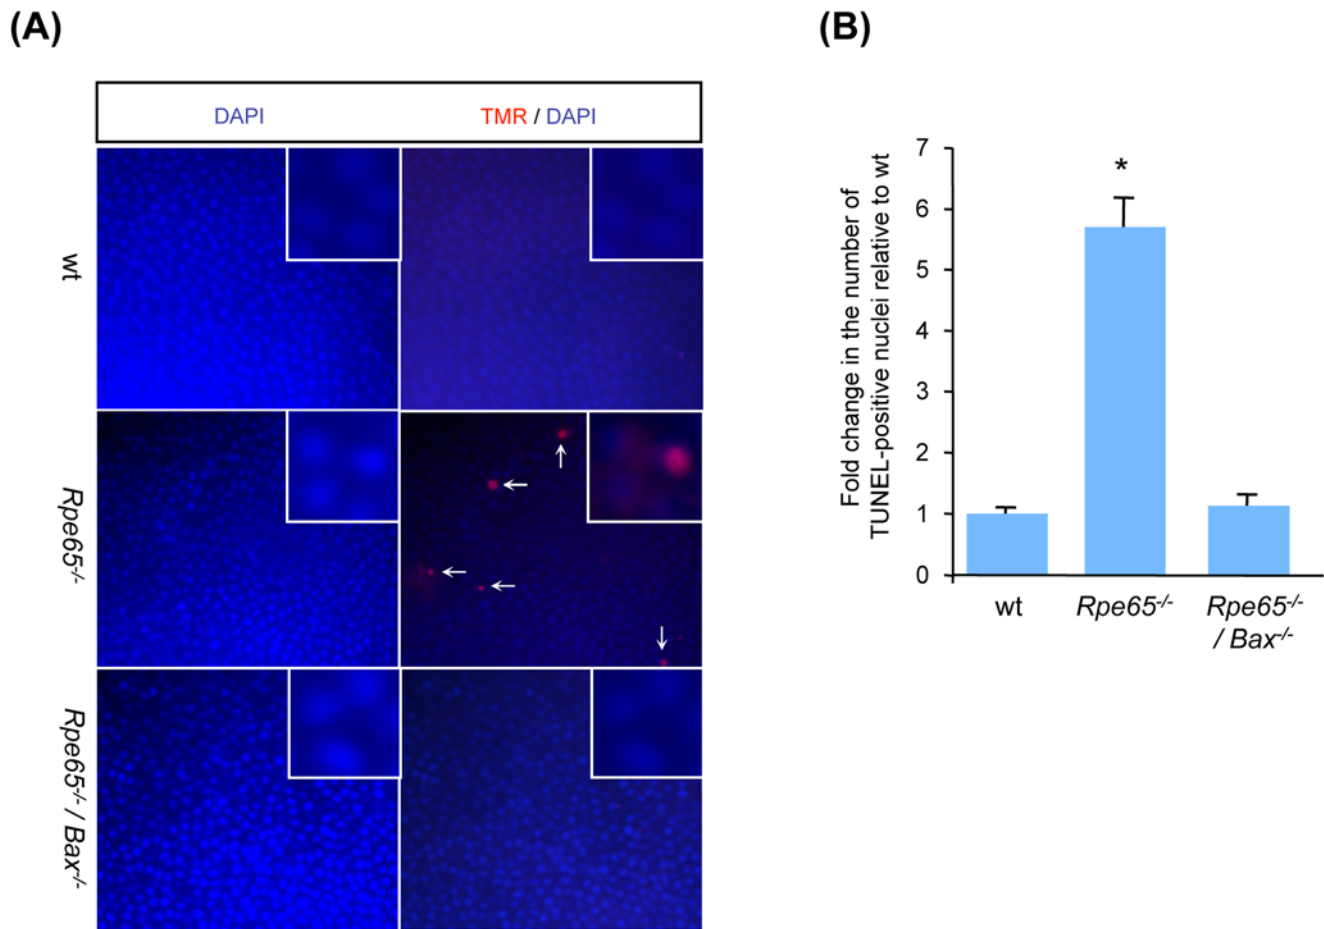 (A)
DAPI
TMR / DAPI
wt
Rpe65-/-
Rpe65-/- / Bax-/-
(B)
Fold change in the number of
TUNEL-positive nuclei relative to wt
7
6
5
4
3
2
1
0
*
wt
Rpe65-/-
Rpe65-/-
/ Bax-/-